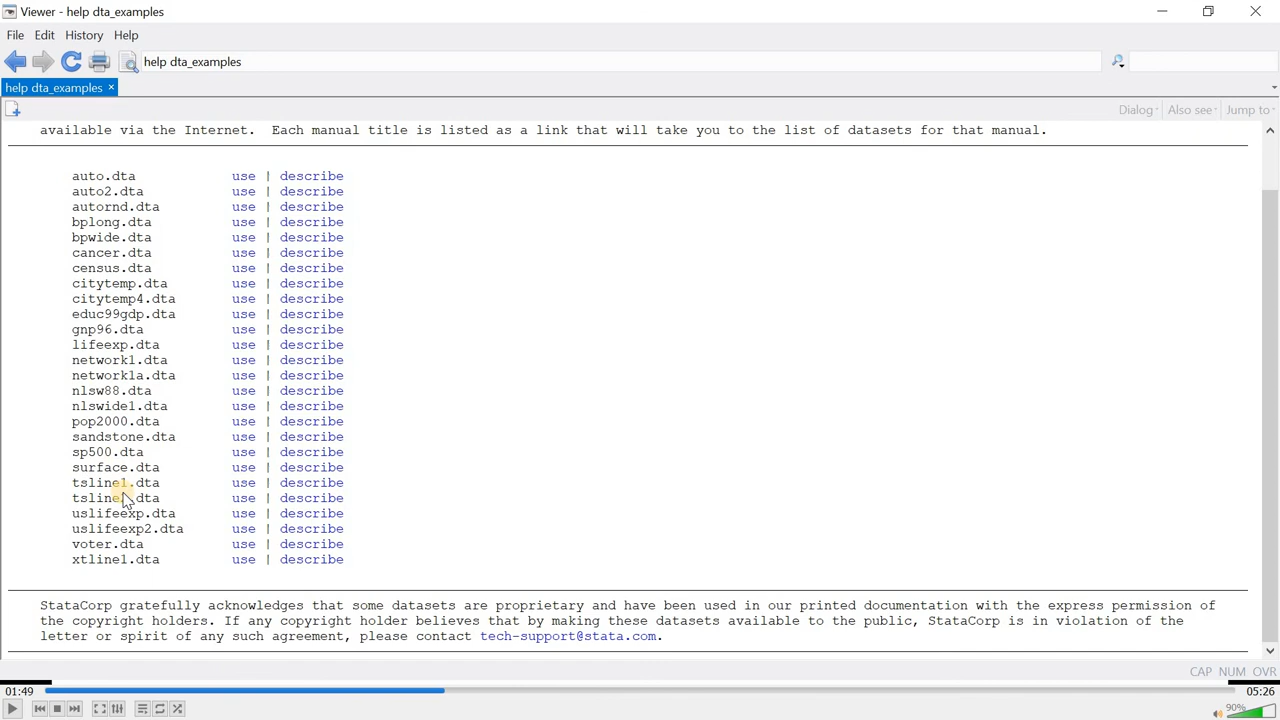 Viewer - help dta_examples
File Edit History Help
help dta_examples
help dta_examples ×
Dialog Also see Jump to
available via the Internet. Each manual title is listed as a link that will take you to the list of datasets for that manual.
auto.dta use | describe
auto2.dta use | describe
autornd.dta use | describe
bplong.dta use | describe
bpwide.dta use | describe
cancer.dta use | describe
census.dta use | describe
citytemp.dta use | describe
citytemp4.dta use | describe
educ99gdp.dta use | describe
gnp96.dta use | describe
lifeexp.dta use | describe
network1.dta use | describe
network1a.dta use | describe
nlsw88.dta use | describe
nlswide1.dta use | describe
pop2000.dta use | describe
sandstone.dta use | describe
sp500.dta use | describe
surface.dta use | describe
tsline1.dta use | describe
use | describe
uslifeexp.dta use | describe
uslifeexp2.dta use | describe
voter.dta use | describe
xtline1.dta use | describe
StataCorp gratefully acknowledges that some datasets are proprietary and have been used in our printed documentation with the express permission of
the copyright holders. If any copyright holder believes that by making these datasets available to the public, StataCorp is in violation of the
letter or spirit of any such agreement, please contact tech-support@stata.com.
CAP NUM OVR
01:49 05:26
90%